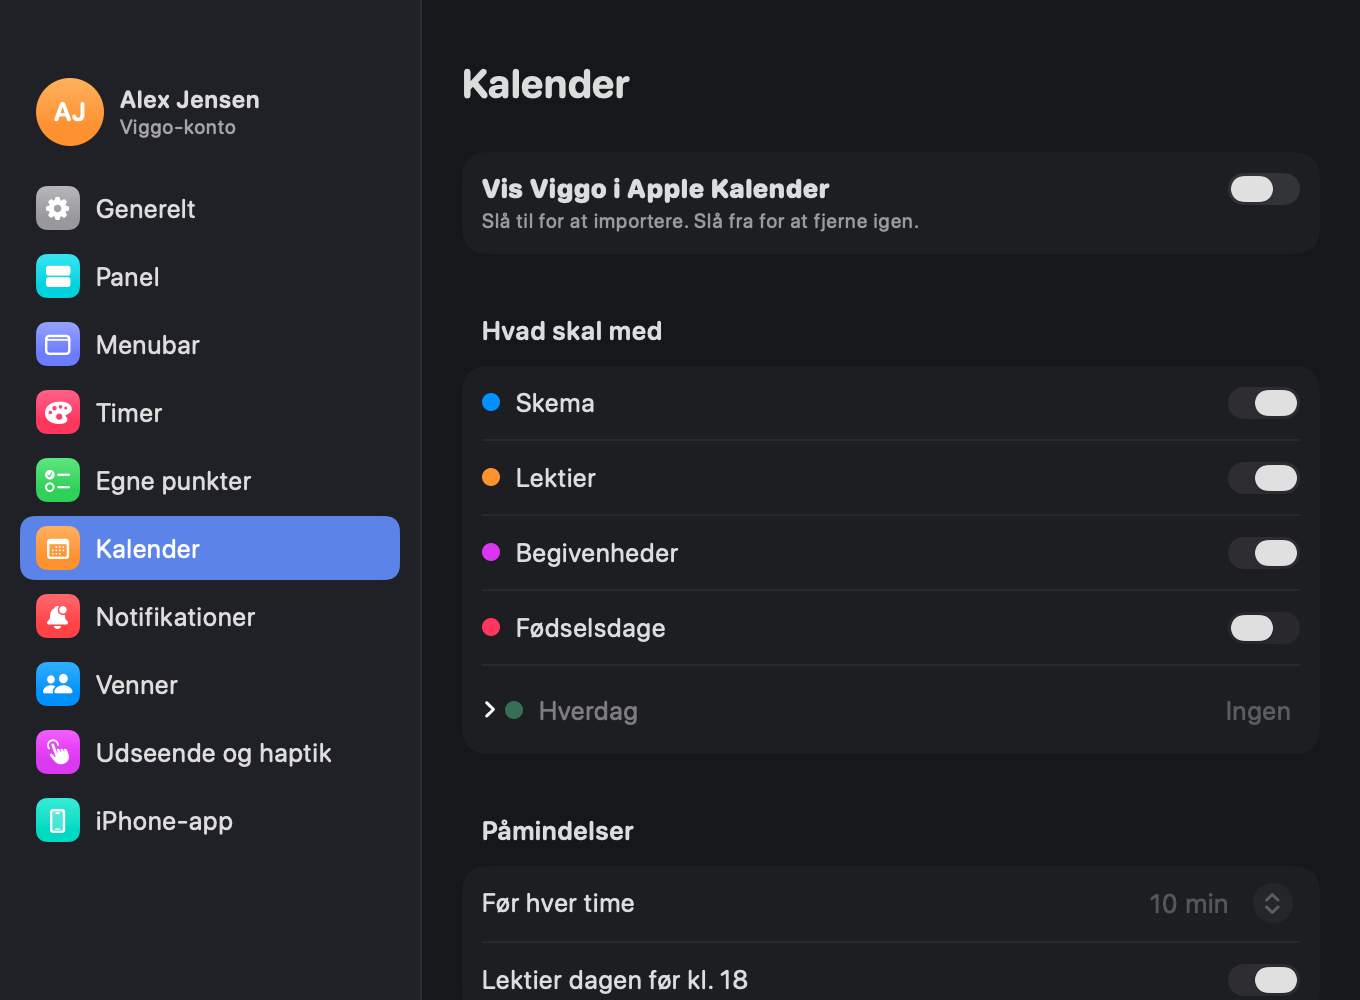 AJ
Alex Jensen
Viggo-konto
Generelt
Panel
Menubar
Timer
Egne punkter
Kalender
Notifikationer
Venner
Udseende og haptik
iPhone-app
Kalender
Vis Viggo i Apple Kalender
Slå til for at importere. Slå fra for at fjerne igen.
Hvad skal med
Skema
Lektier
Begivenheder
Fødselsdage
Hverdag Ingen
Påmindelser
Før hver time 10 min
Lektier dagen før kl. 18